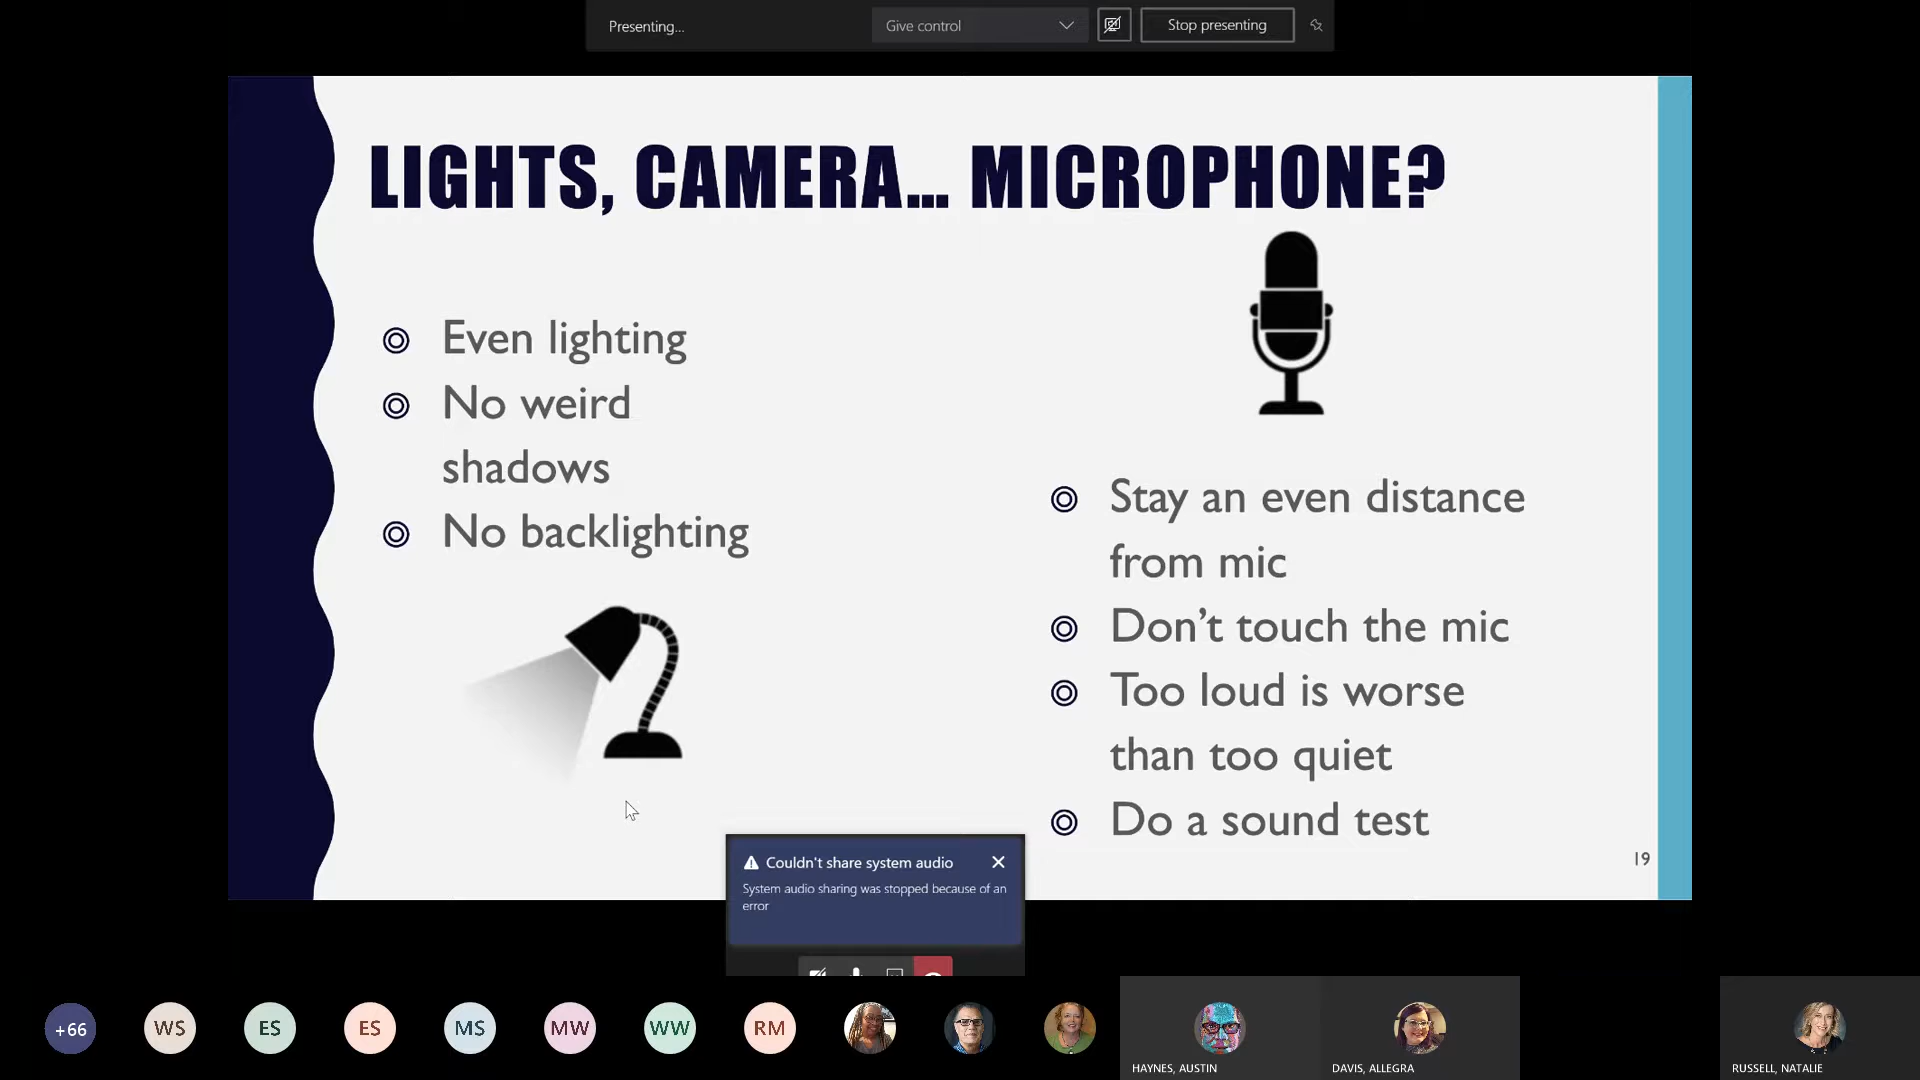 Presenting...
Give control
Stop presenting
LIGHTS, CAMERA... MICROPHONE?
Even lighting
No weird
shadows
No backlighting
Stay an even distance
from mic
Don't touch the mic
Too loud is worse
than too quiet
Do a sound test
19
Couldn't share system audio
System audio sharing was stopped because of an
error
+66
WS
ES
ES
MS
MW
WW
RM
HAYNES, AUSTIN
DAVIS, ALLEGRA
RUSSELL, NATALIE